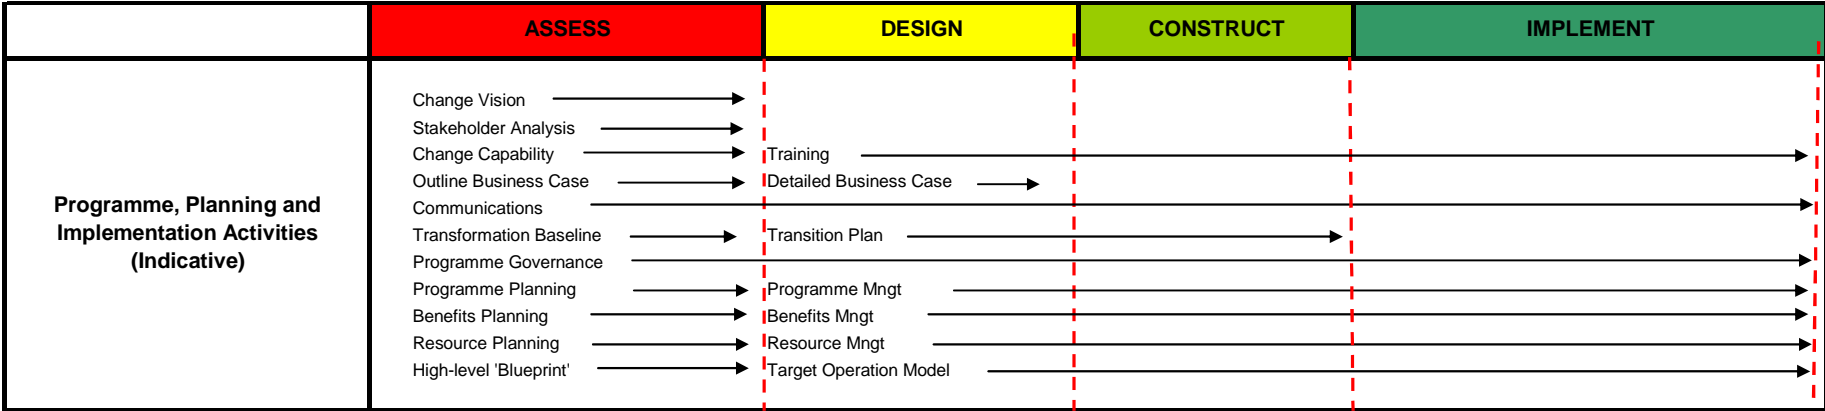 ASSESS DESIGN CONSTRUCT IMPLEMENT
Programme, Planning and
Implementation Activities
(Indicative)
Change Vision
Stakeholder Analysis
Change Capability Training
Outline Business Case Detailed Business Case
Communications
Transformation Baseline Transition Plan
Programme Governance
Programme Planning Programme Mngt
Benefits Planning Benefits Mngt
Resource Planning Resource Mngt
High-level 'Blueprint' Target Operation Model